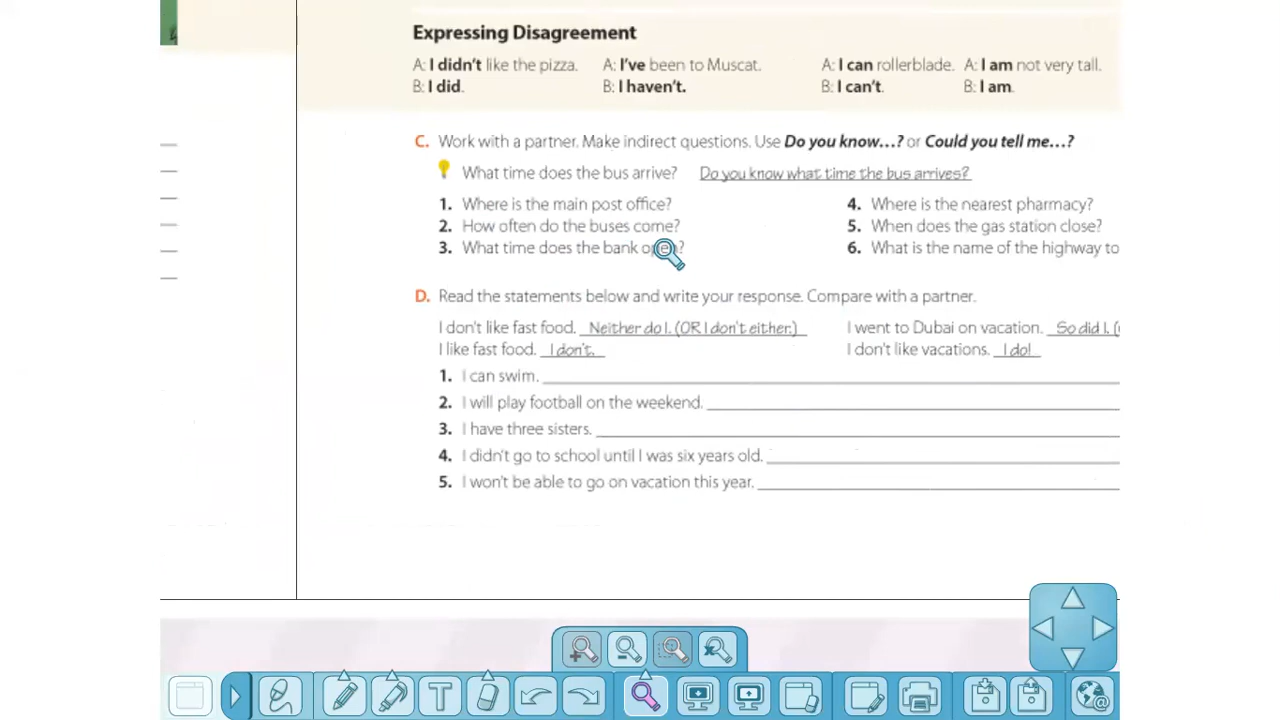 Expressing Disagreement
A: I didn't like the pizza. A: I've been to Muscat. A: I can rollerblade. A: I am not very tall.
B: I did. B: I haven't. B: I can't. B: I am.
C. Work with a partner. Make indirect questions. Use Do you know...? or Could you tell me...?
What time does the bus arrive? Do you know what time the bus arrives?
1. Where is the main post office?
2. How often do the buses come?
3. What time does the bank open?
4. Where is the nearest pharmacy?
5. When does the gas station close?
6. What is the name of the highway to
D. Read the statements below and write your response. Compare with a partner.
I don't like fast food. Neither do I. (OR I don't either.)
I like fast food. I don't.
I went to Dubai on vacation. So did I. (
I don't like vacations. I do!
1. I can swim.
2. I will play football on the weekend.
3. I have three sisters.
4. I didn't go to school until I was six years old.
5. I won't be able to go on vacation this year.